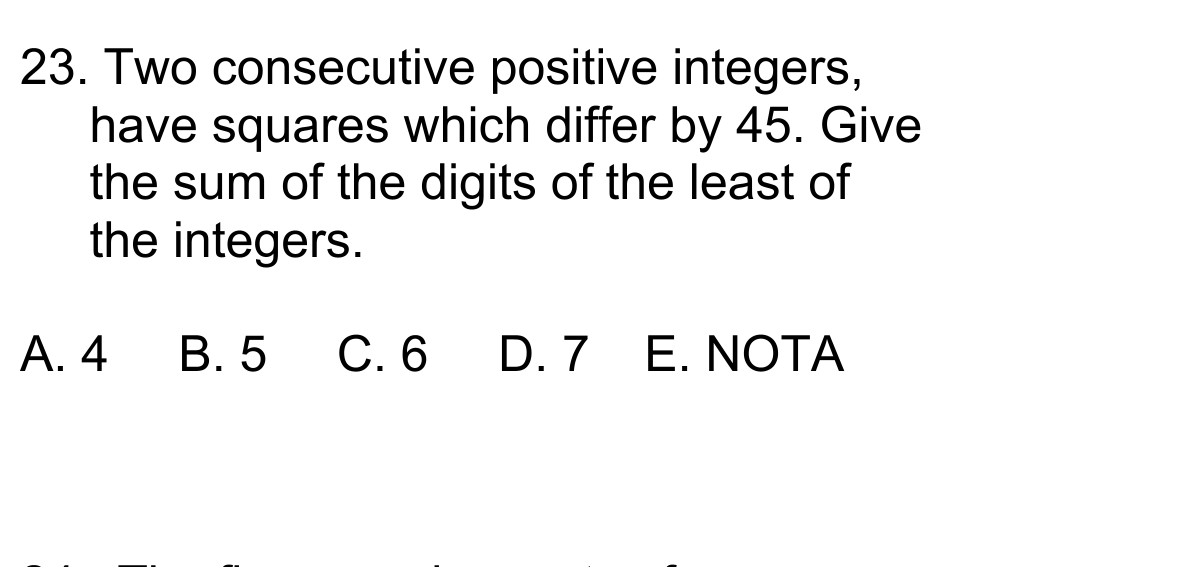 23. Two consecutive positive integers,
have squares which differ by 45. Give
the sum of the digits of the least of
the integers.
A. 4 B. 5 C. 6 D. 7 E. NOTA